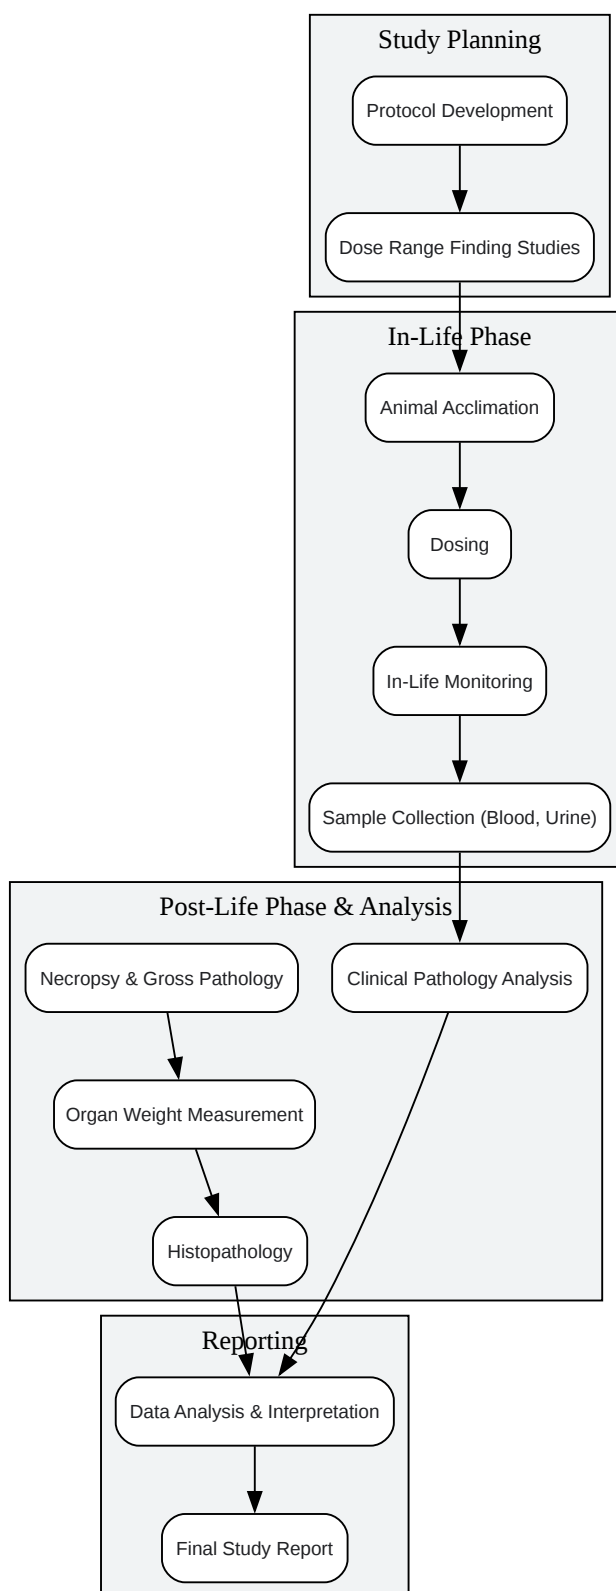 Study Planning
Protocol Development
Dose Range Finding Studies
In-Life Phase
Animal Acclimation
Dosing
In-Life Monitoring
Sample Collection (Blood, Urine)
Post-Life Phase & Analysis
Necropsy & Gross Pathology
Clinical Pathology Analysis
Organ Weight Measurement
Histopathology
Reporting
Data Analysis & Interpretation
Final Study Report